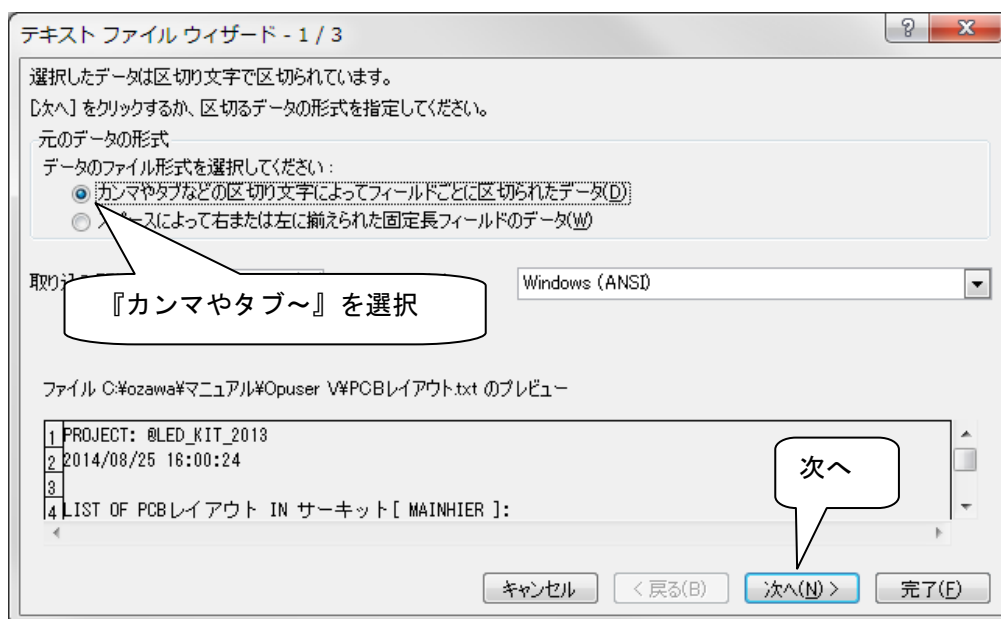 テキスト ファイル ウィザード - 1 / 3
選択したデータは区切り文字で区切られています。
[次へ] をクリックするか、区切るデータの形式を指定してください。
元のデータの形式
データのファイル形式を選択してください:
カンマやタブなどの区切り文字によってフィールドごとに区切られたデータ(D)
スペースによって右または左に揃えられた固定長フィールドのデータ(W)
取り込
Windows (ANSI)
『カンマやタブ～』を選択
ファイル C:¥ozawa¥マニュアル¥Opuser V¥PCBレイアウト.txt のプレビュー
1 PROJECT: @LED_KIT_2013
2 2014/08/25 16:00:24
3
4 LIST OF PCBレイアウト IN サーキット[ MAINHIER ]:
次へ
キャンセル
< 戻る(B)
次へ(N) >
完了(F)